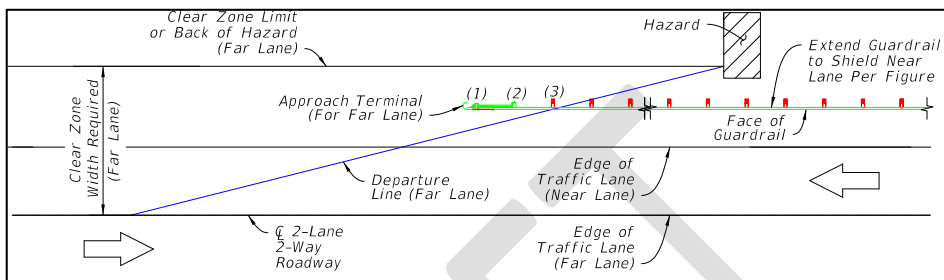 Clear Zone Limit
or Back of Hazard
(Far Lane)
Hazard
Extend Guardrail
to Shield Near
Lane Per Figure
Clear Zone
Width Required
(Far Lane)
Approach Terminal
(For Far Lane)
(1)
(2)
(3)
Face of
Guardrail
Departure
Line (Far Lane)
Edge of
Traffic Lane
(Near Lane)
℄ 2-Lane
2-Way
Roadway
Edge of
Traffic Lane
(Far Lane)